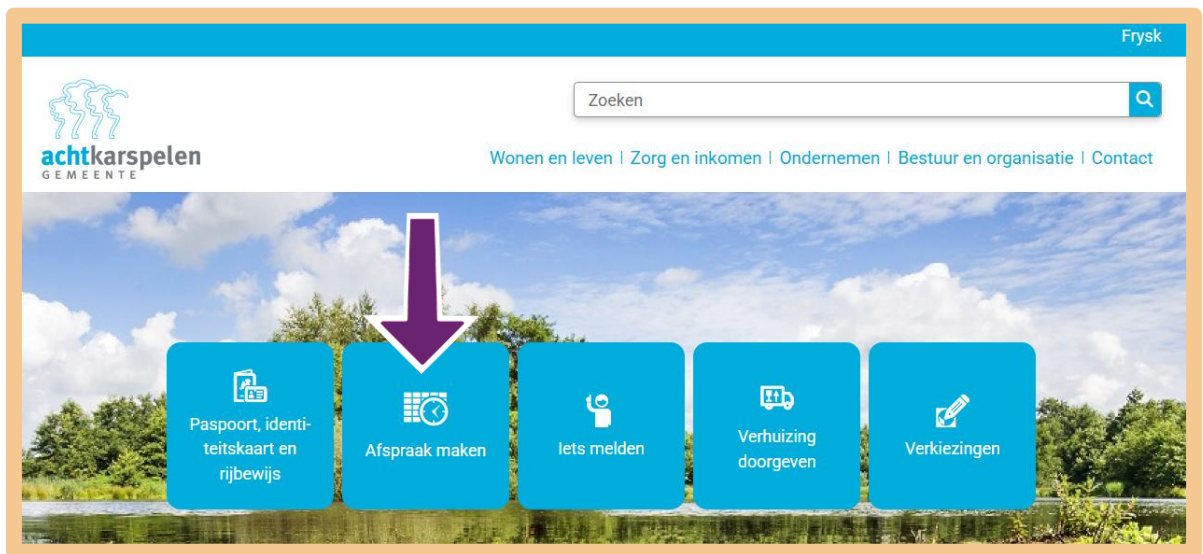 Frysk
Zoeken
achtkarspelen
GEMEENTE
Wonen en leven | Zorg en inkomen | Ondernemen | Bestuur en organisatie | Contact
Paspoort, identi-
teitskaart en
rijbewijs
Afspraak maken
Iets melden
Verhuizing
doorgeven
Verkiezingen